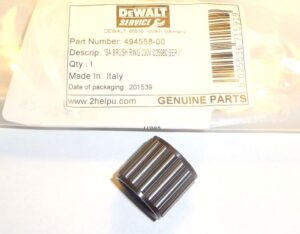 DEWALT
SERVICE
DEWALT 65510 Idstein Germany
Part Number: 494558-00
Descrip.
Qty : 1
Made In: Italy
Date of packaging : 201539
www.2helpu.com GENUINE PARTS